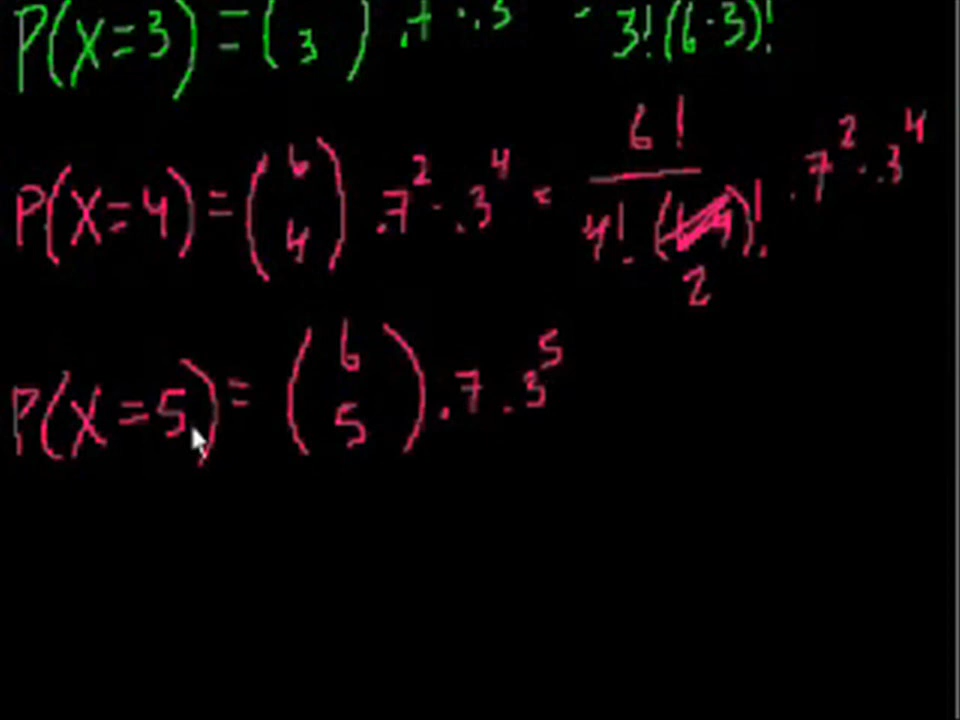 P(X=3) = ( 3 ) .7 · .3 = 3!(6-3)!
P(X=4) = (6 4) .7^2 · .3^4 = 6! / 4! · (6-4)! 2 · .7^2 · .3^4
P(X=5) = (6 5) .7 .3^5